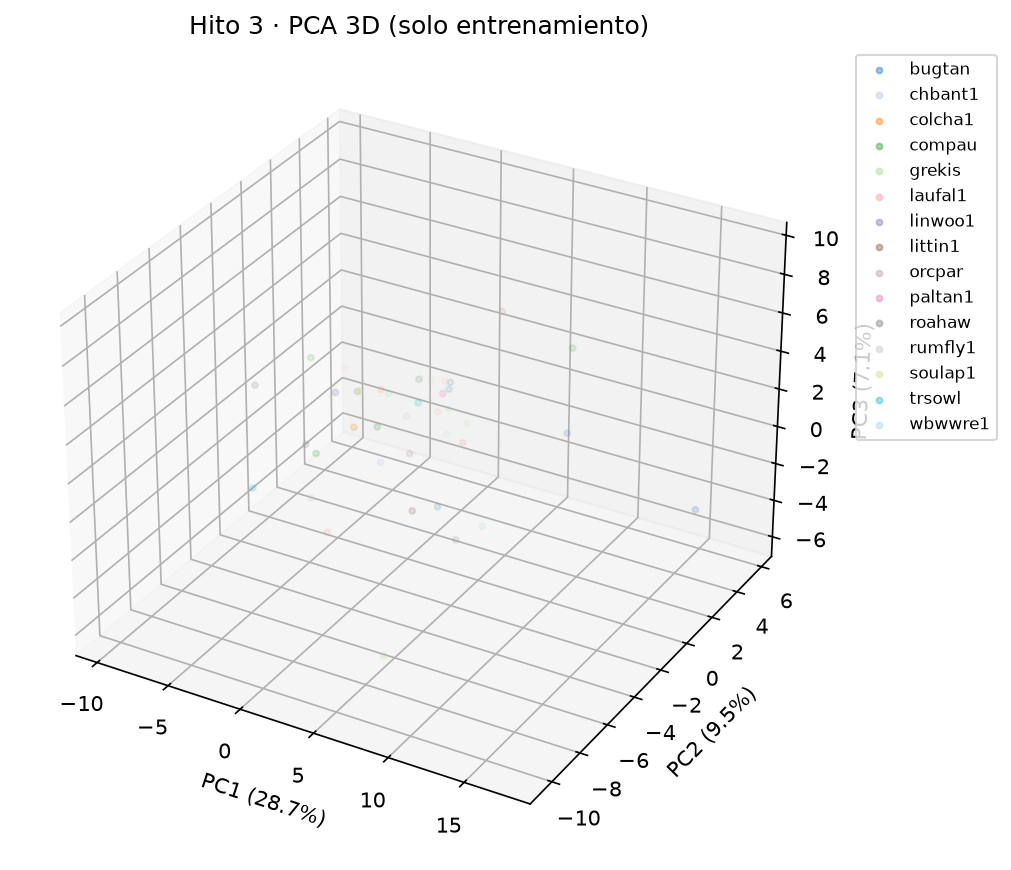 Hito 3 · PCA 3D (solo entrenamiento)
bugtan
chbant1
colcha1
compau
grekis
laufal1
linwoo1
littin1
orcpar
paltan1
roahaw
rumfly1
soulap1
trsowl
wbwwre1
10
8
6
4
2
0
−2
−4
−6
PC3 (7.1%)
6
4
2
0
−2
−4
−6
−8
−10
PC2 (9.5%)
−10
−5
0
5
10
15
PC1 (28.7%)